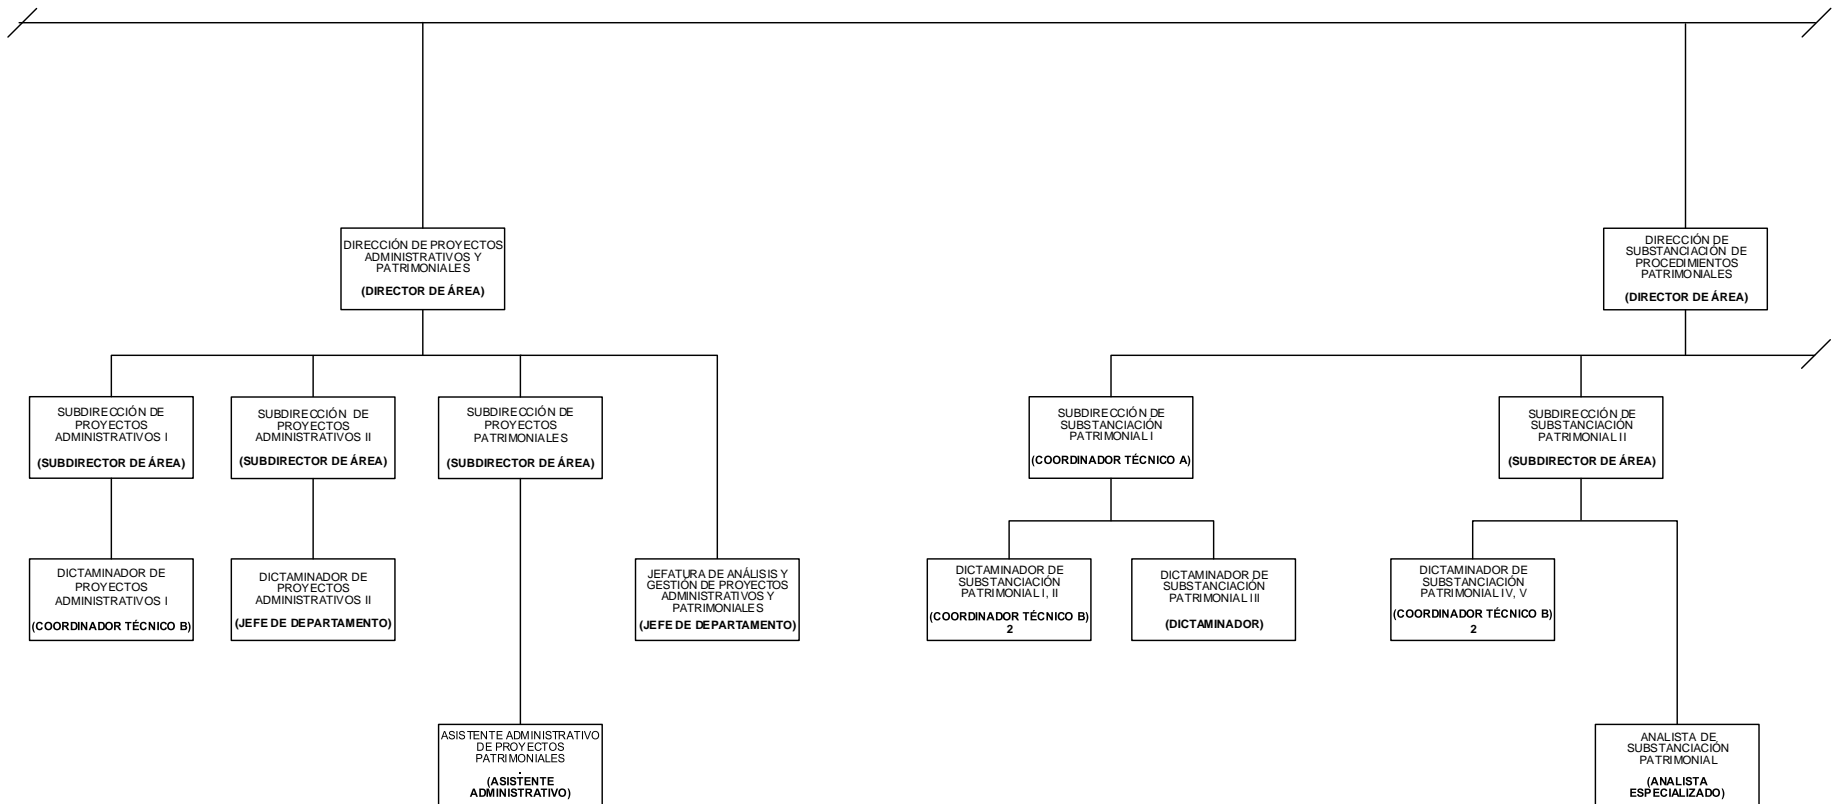 DIRECCIÓN DE PROYECTOS
ADMINISTRATIVOS Y
PATRIMONIALES
(DIRECTOR DE ÁREA)
DIRECCIÓN DE
SUBSTANCIACIÓN DE
PROCEDIMIENTOS
PATRIMONIALES
(DIRECTOR DE ÁREA)
SUBDIRECCIÓN DE
PROYECTOS
ADMINISTRATIVOS I
(SUBDIRECTOR DE ÁREA)
SUBDIRECCIÓN DE
PROYECTOS
ADMINISTRATIVOS II
(SUBDIRECTOR DE ÁREA)
SUBDIRECCIÓN DE
PROYECTOS
PATRIMONIALES
(SUBDIRECTOR DE ÁREA)
SUBDIRECCIÓN DE
SUBSTANCIACIÓN
PATRIMONIAL I
(COORDINADOR TÉCNICO A)
SUBDIRECCIÓN DE
SUBSTANCIACIÓN
PATRIMONIAL II
(SUBDIRECTOR DE ÁREA)
DICTAMINADOR DE
PROYECTOS
ADMINISTRATIVOS I
(COORDINADOR TÉCNICO B)
DICTAMINADOR DE
PROYECTOS
ADMINISTRATIVOS II
(JEFE DE DEPARTAMENTO)
JEFATURA DE ANÁLISIS Y
GESTIÓN DE PROYECTOS
ADMINISTRATIVOS Y
PATRIMONIALES
(JEFE DE DEPARTAMENTO)
DICTAMINADOR DE
SUBSTANCIACIÓN
PATRIMONIAL I, II
(COORDINADOR TÉCNICO B)
2
DICTAMINADOR DE
SUBSTANCIACIÓN
PATRIMONIAL III
(DICTAMINADOR)
DICTAMINADOR DE
SUBSTANCIACIÓN
PATRIMONIAL IV, V
(COORDINADOR TÉCNICO B)
2
ASISTENTE ADMINISTRATIVO
DE PROYECTOS
PATRIMONIALES
.
(ASISTENTE
ADMINISTRATIVO)
ANALISTA DE
SUBSTANCIACIÓN
PATRIMONIAL
(ANALISTA
ESPECIALIZADO)